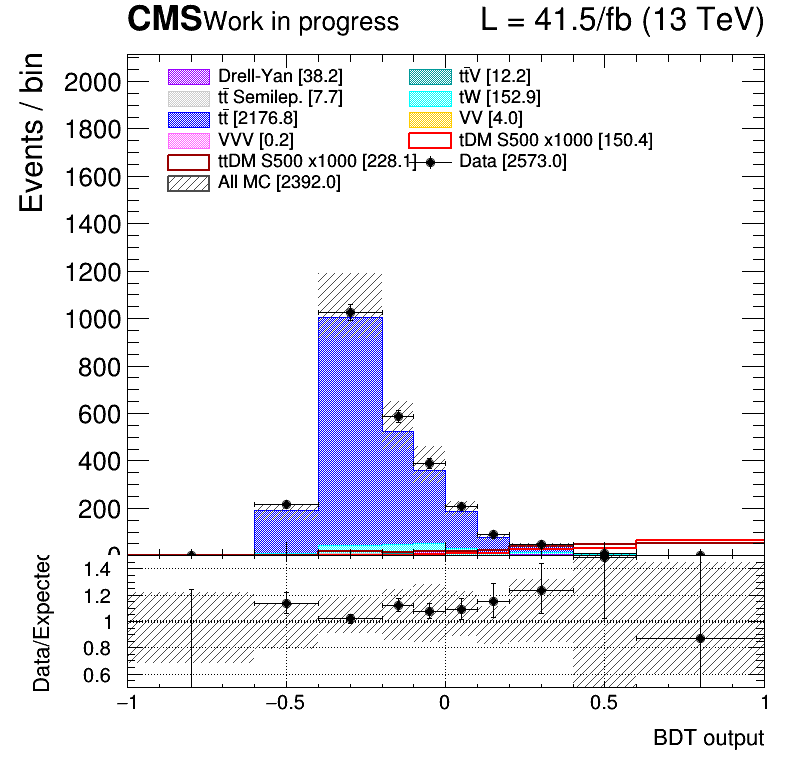 CMS Work in progress L = 41.5/fb (13 TeV)
Events / bin
2000
1800
1600
1400
1200
1000
800
600
400
200
0
Drell-Yan [38.2] tt̄V [12.2]
tt̄ Semilep. [7.7] tW [152.9]
tt̄ [2176.8] VV [4.0]
VVV [0.2] tDM S500 x1000 [150.4]
ttDM S500 x1000 [228.1] Data [2573.0]
All MC [2392.0]
Data/Expected
1.4
1.2
1
0.8
0.6
−1 −0.5 0 0.5 1
BDT output